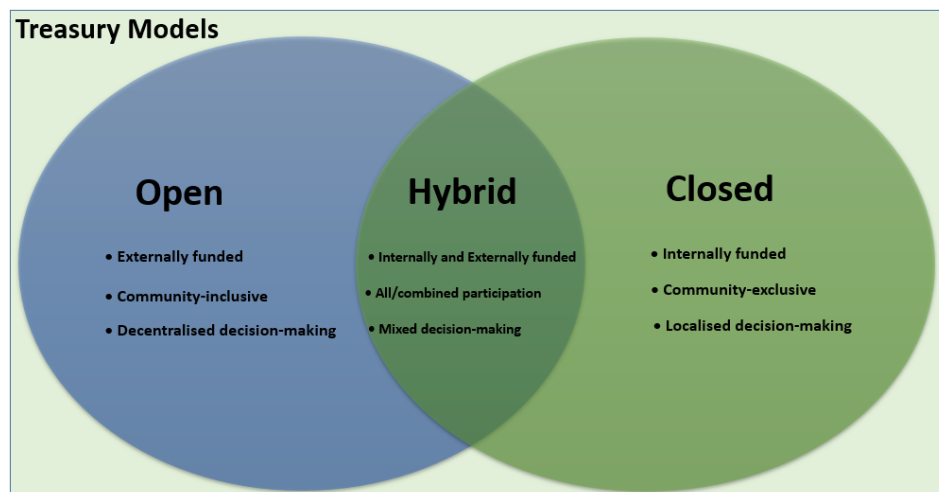 Treasury Models
Open
• Externally funded
• Community-inclusive
• Decentralised decision-making
Hybrid
• Internally and Externally funded
• All/combined participation
• Mixed decision-making
Closed
• Internally funded
• Community-exclusive
• Localised decision-making